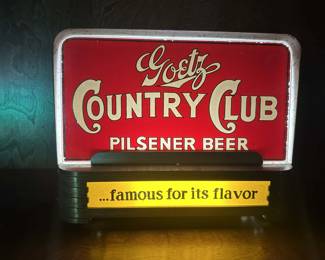 Goetz
COUNTRY CLUB
PILSENER BEER
...famous for its flavor